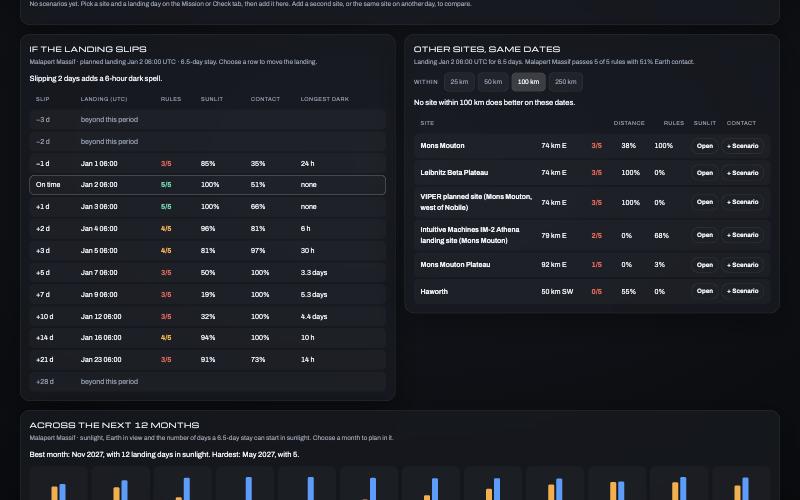 No scenarios yet. Pick a site and a landing day on the Mission or Check tab, then add it here. Add a second site, or the same site on another day, to compare.
IF THE LANDING SLIPS
Malapert Massif · planned landing Jan 2 06:00 UTC · 6.5-day stay. Choose a row to move the landing.
Slipping 2 days adds a 6-hour dark spell.
SLIP LANDING (UTC) RULES SUNLIT CONTACT LONGEST DARK
−3 d beyond this period
−2 d beyond this period
−1 d Jan 1 06:00 3/5 85% 35% 24 h
On time Jan 2 06:00 5/5 100% 51% none
+1 d Jan 3 06:00 5/5 100% 66% none
+2 d Jan 4 06:00 4/5 96% 81% 6 h
+3 d Jan 5 06:00 4/5 81% 97% 30 h
+5 d Jan 7 06:00 3/5 50% 100% 3.3 days
+7 d Jan 9 06:00 3/5 19% 100% 5.3 days
+10 d Jan 12 06:00 3/5 32% 100% 4.4 days
+14 d Jan 16 06:00 4/5 94% 100% 10 h
+21 d Jan 23 06:00 3/5 91% 73% 14 h
+28 d beyond this period
OTHER SITES, SAME DATES
Landing Jan 2 06:00 UTC for 6.5 days. Malapert Massif passes 5 of 5 rules with 51% Earth contact.
WITHIN 25 km 50 km 100 km 250 km
No site within 100 km does better on these dates.
SITE DISTANCE RULES SUNLIT CONTACT
Mons Mouton 74 km E 3/5 38% 100% Open + Scenario
Leibnitz Beta Plateau 74 km E 3/5 100% 0% Open + Scenario
VIPER planned site (Mons Mouton,
west of Nobile) 74 km E 3/5 100% 0% Open + Scenario
Intuitive Machines IM-2 Athena
landing site (Mons Mouton) 79 km E 2/5 0% 68% Open + Scenario
Mons Mouton Plateau 92 km E 1/5 0% 3% Open + Scenario
Haworth 50 km SW 0/5 55% 0% Open + Scenario
ACROSS THE NEXT 12 MONTHS
Malapert Massif · sunlight, Earth in view and the number of days a 6.5-day stay can start in sunlight. Choose a month to plan in it.
Best month: Nov 2027, with 12 landing days in sunlight. Hardest: May 2027, with 5.